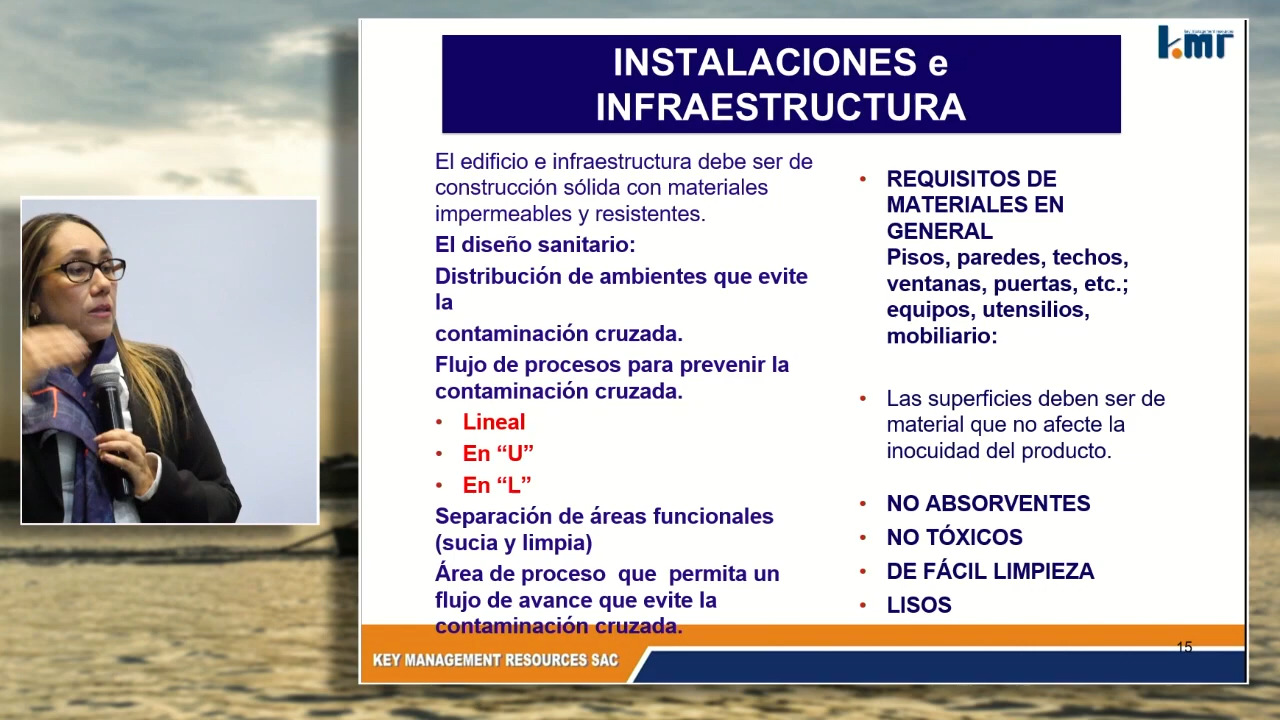 INSTALACIONES e
INFRAESTRUCTURA
kmr
El edificio e infraestructura debe ser de
construcción sólida con materiales
impermeables y resistentes.
El diseño sanitario:
Distribución de ambientes que evite
la
contaminación cruzada.
Flujo de procesos para prevenir la
contaminación cruzada.
• Lineal
• En “U”
• En “L”
Separación de áreas funcionales
(sucia y limpia)
Área de proceso que permita un
flujo de avance que evite la
contaminación cruzada.
• REQUISITOS DE
MATERIALES EN
GENERAL
Pisos, paredes, techos,
ventanas, puertas, etc.;
equipos, utensilios,
mobiliario:
• Las superficies deben ser de
material que no afecte la
inocuidad del producto.
• NO ABSORVENTES
• NO TÓXICOS
• DE FÁCIL LIMPIEZA
• LISOS
KEY MANAGEMENT RESOURCES SAC
15